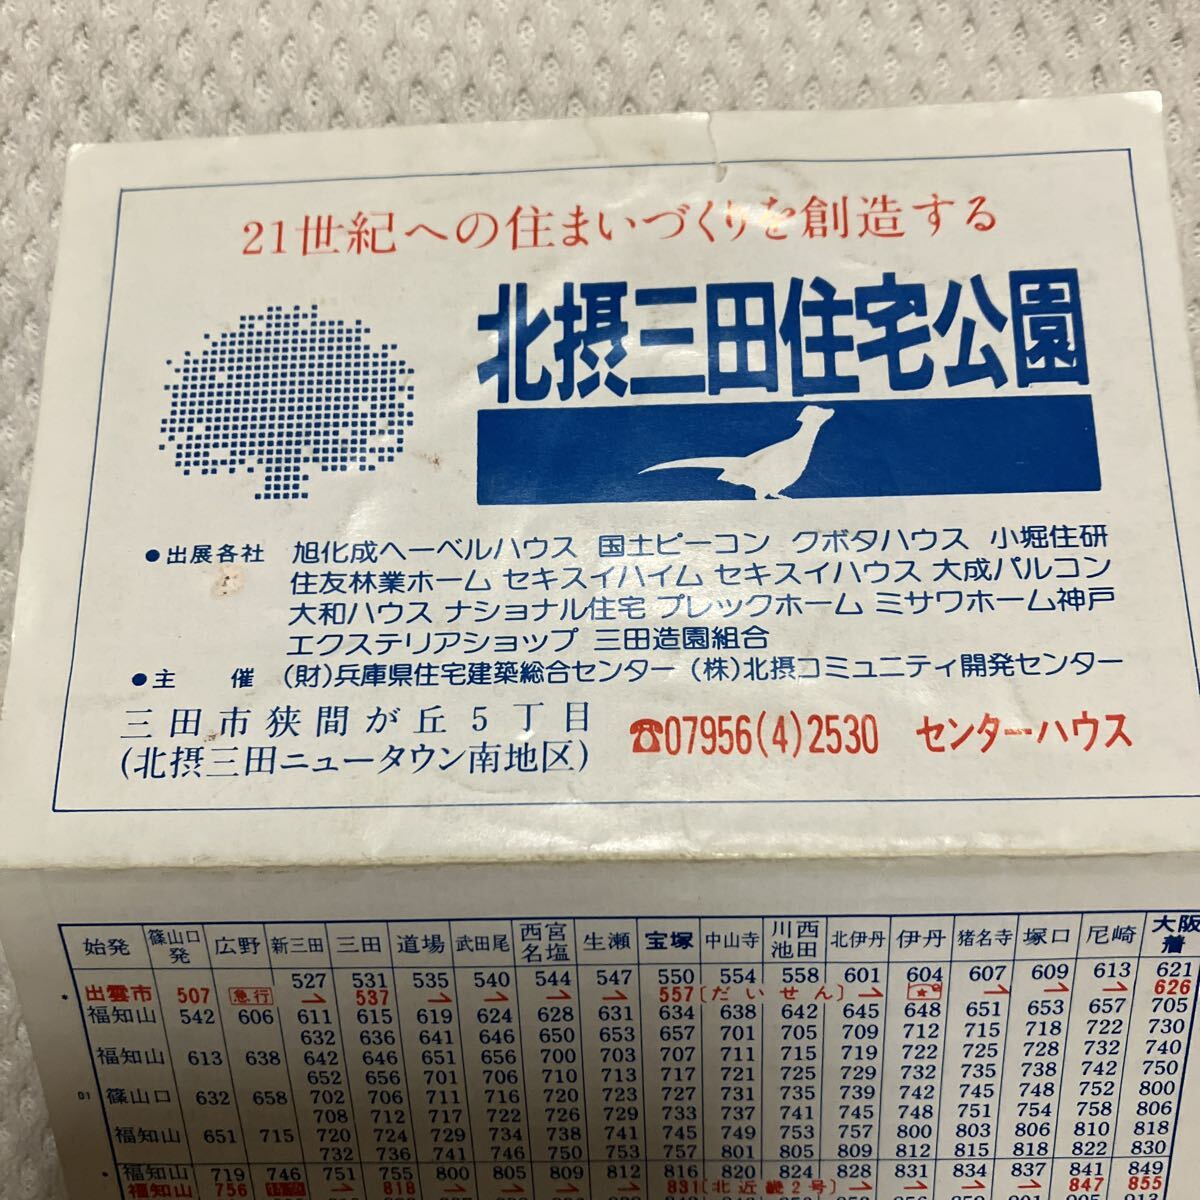 21世紀への住まいづくりを創造する
北摂三田住宅公園
●出展各社 旭化成ヘーベルハウス 国土ピーコン クボタハウス 小堀住研
住友林業ホーム セキスイハイム セキスイハウス 大成パルコン
大和ハウス ナショナル住宅 プレックホーム ミサワホーム神戸
エクステリアショップ 三田造園組合
●主 催 (財)兵庫県住宅建築総合センター (株)北摂コミュニティ開発センター
三田市狭間が丘5丁目
(北摂三田ニュータウン南地区)
☎07956(4)2530 センターハウス
始発 篠山口発 広野 新三田 三田 道場 武田尾 西宮名塩 生瀬 宝塚 中山寺 川西池田 北伊丹 伊丹 猪名寺 塚口 尼崎 大阪着
527 531 535 540 544 547 550 554 558 601 604 607 609 613 621
* 出雲市 507 急行 → 537 → → → → 557〔だいせん〕 → ★ → → → 626
福知山 542 606 611 615 619 624 628 631 634 638 642 645 648 651 653 657 705
632 636 641 646 650 653 657 701 705 709 712 715 718 722 730
福知山 613 638 642 646 651 656 700 703 707 711 715 719 722 725 728 732 740
652 656 701 706 710 713 717 721 725 729 732 735 738 742 750
01 篠山口 632 658 702 706 711 716 720 723 727 731 735 739 742 745 748 752 800
708 712 717 722 726 729 733 737 741 745 748 751 754 758 806
福知山 651 715 720 724 729 734 738 741 745 749 753 757 800 803 806 810 818
732 736 741 746 750 753 757 801 805 809 812 815 818 822 830
* 福知山 719 746 751 755 800 805 809 812 816 820 824 828 831 834 837 841 849
福知山 756 特急 → 818 → → → → 831〔北近畿2号〕 → → → → 847 855